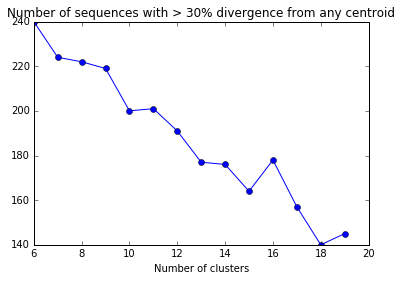 Number of sequences with > 30% divergence from any centroid
240
220
200
180
160
140
6 8 10 12 14 16 18 20
Number of clusters